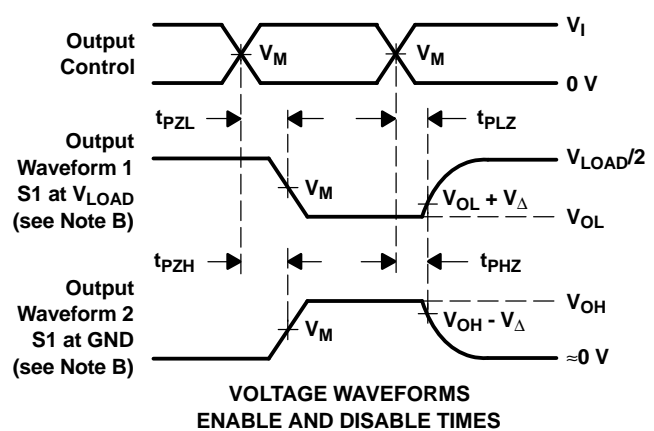 Output
Control
V_M
V_M
V_I
0 V
t_PZL
t_PLZ
Output
Waveform 1
S1 at V_LOAD
(see Note B)
V_M
V_OL + V_Δ
V_LOAD/2
V_OL
t_PZH
t_PHZ
Output
Waveform 2
S1 at GND
(see Note B)
V_M
V_OH - V_Δ
V_OH
≈0 V
VOLTAGE WAVEFORMS
ENABLE AND DISABLE TIMES